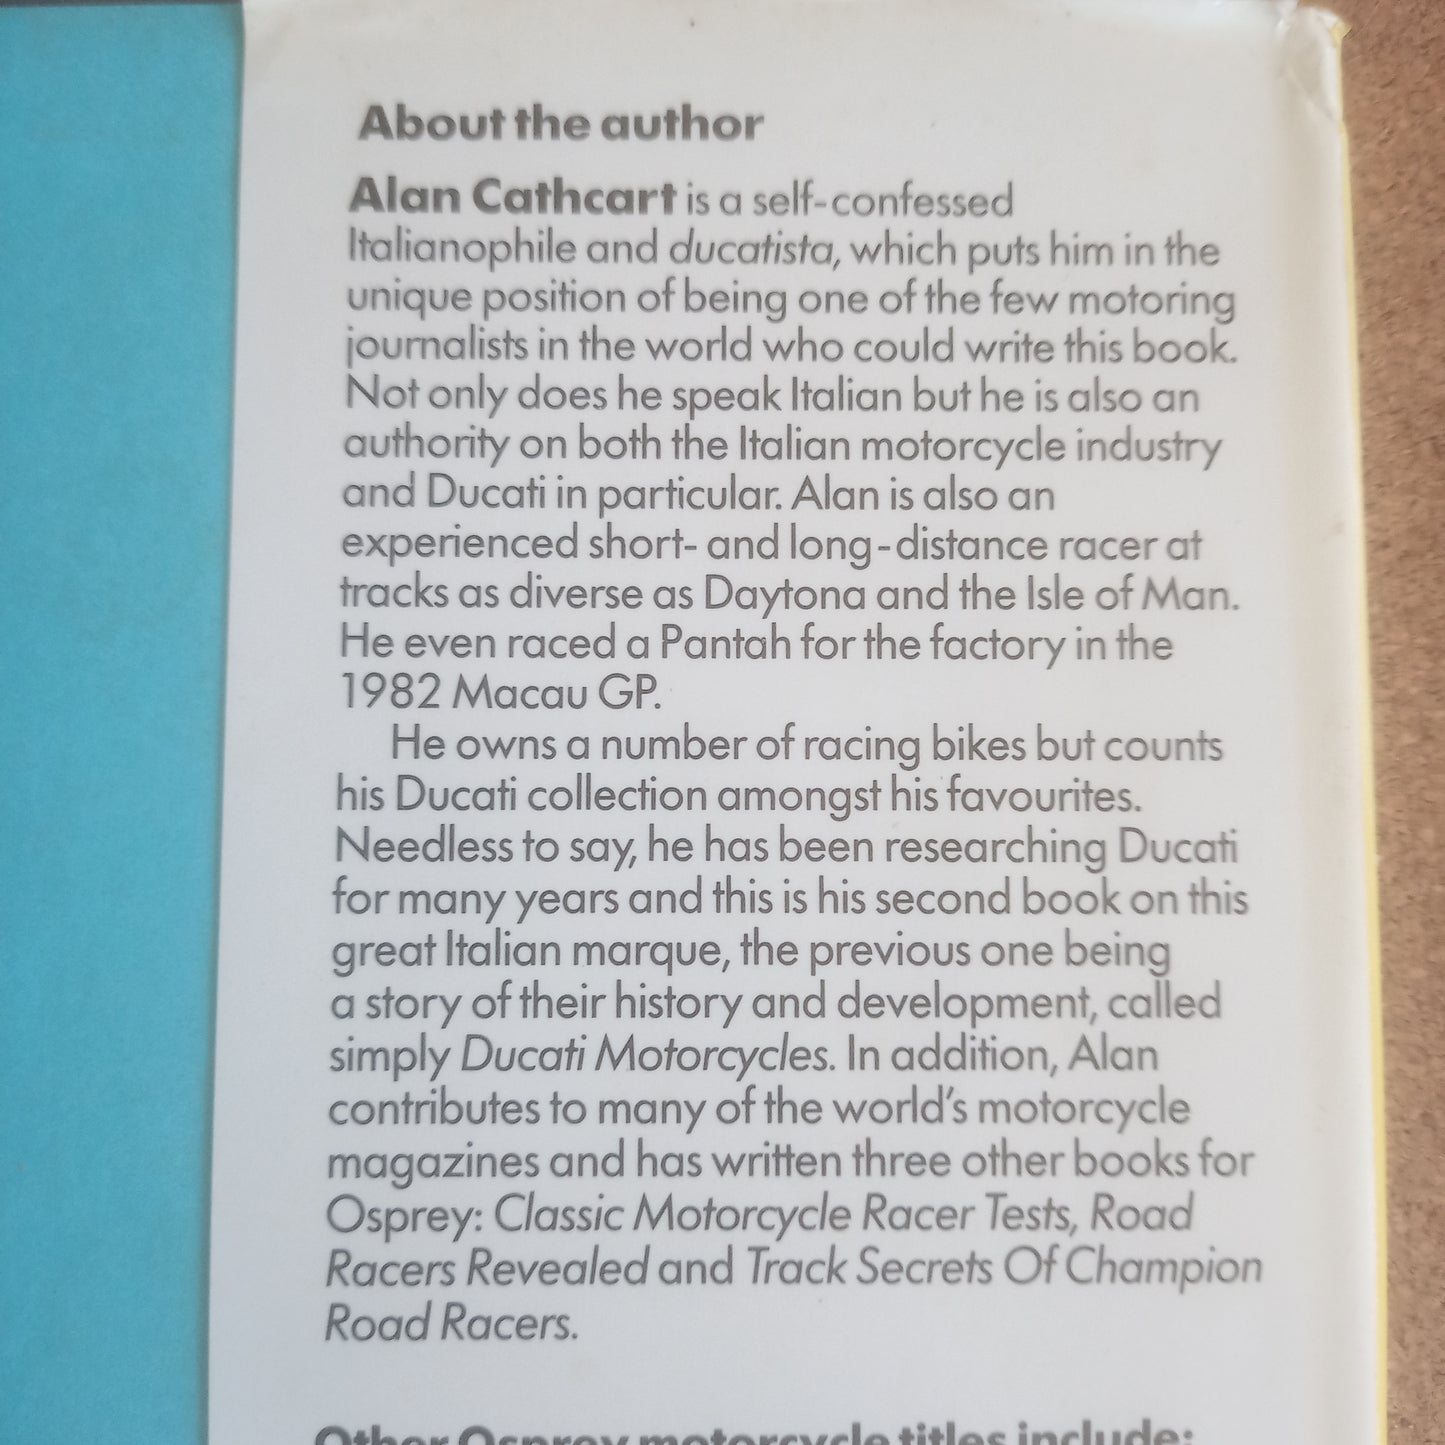 About the author
Alan Cathcart is a self-confessed
Italianophile and ducatista, which puts him in the
unique position of being one of the few motoring
journalists in the world who could write this book.
Not only does he speak Italian but he is also an
authority on both the Italian motorcycle industry
and Ducati in particular. Alan is also an
experienced short- and long-distance racer at
tracks as diverse as Daytona and the Isle of Man.
He even raced a Pantah for the factory in the
1982 Macau GP.
He owns a number of racing bikes but counts
his Ducati collection amongst his favourites.
Needless to say, he has been researching Ducati
for many years and this is his second book on this
great Italian marque, the previous one being
a story of their history and development, called
simply Ducati Motorcycles. In addition, Alan
contributes to many of the world's motorcycle
magazines and has written three other books for
Osprey: Classic Motorcycle Racer Tests, Road
Racers Revealed and Track Secrets Of Champion
Road Racers.
Other Osprey motorcycle titles include: